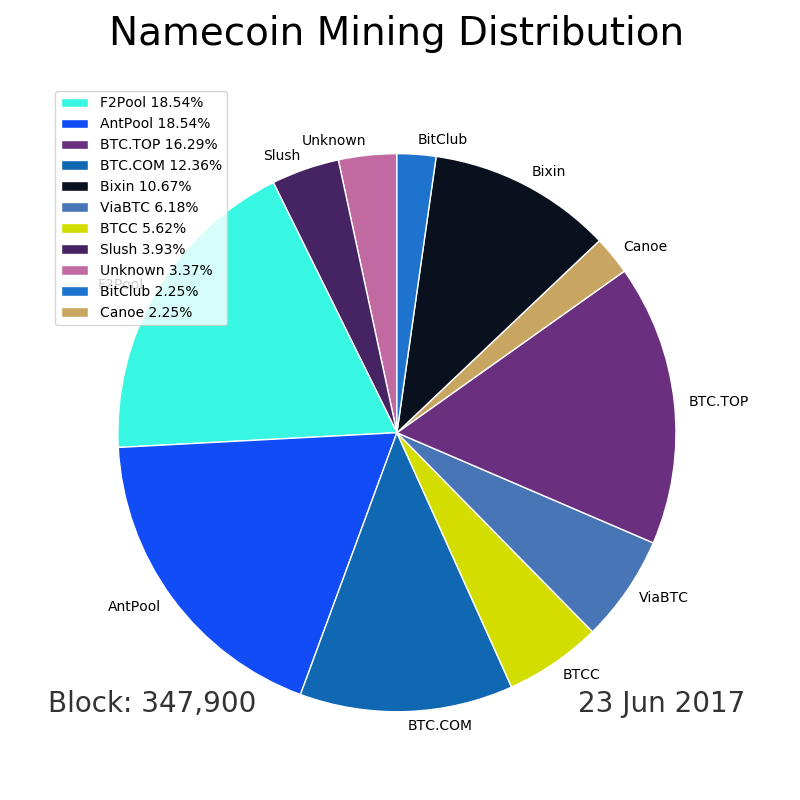 Namecoin Mining Distribution
F2Pool 18.54%
AntPool 18.54%
BTC.TOP 16.29%
BTC.COM 12.36%
Bixin 10.67%
ViaBTC 6.18%
BTCC 5.62%
Slush 3.93%
Unknown 3.37%
BitClub 2.25%
Canoe 2.25%
F2Pool
Slush
Unknown
BitClub
Bixin
Canoe
BTC.TOP
ViaBTC
BTCC
BTC.COM
AntPool
Block: 347,900
23 Jun 2017